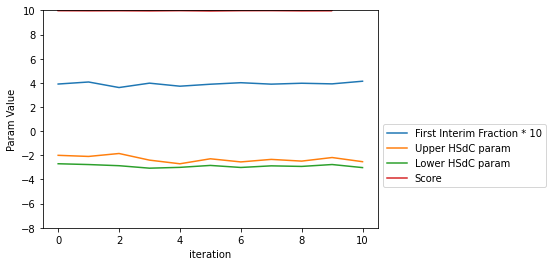 10
8
6
4
2
0
−2
−4
−6
−8
Param Value
0 2 4 6 8 10
iteration
First Interim Fraction * 10
Upper HSdC param
Lower HSdC param
Score